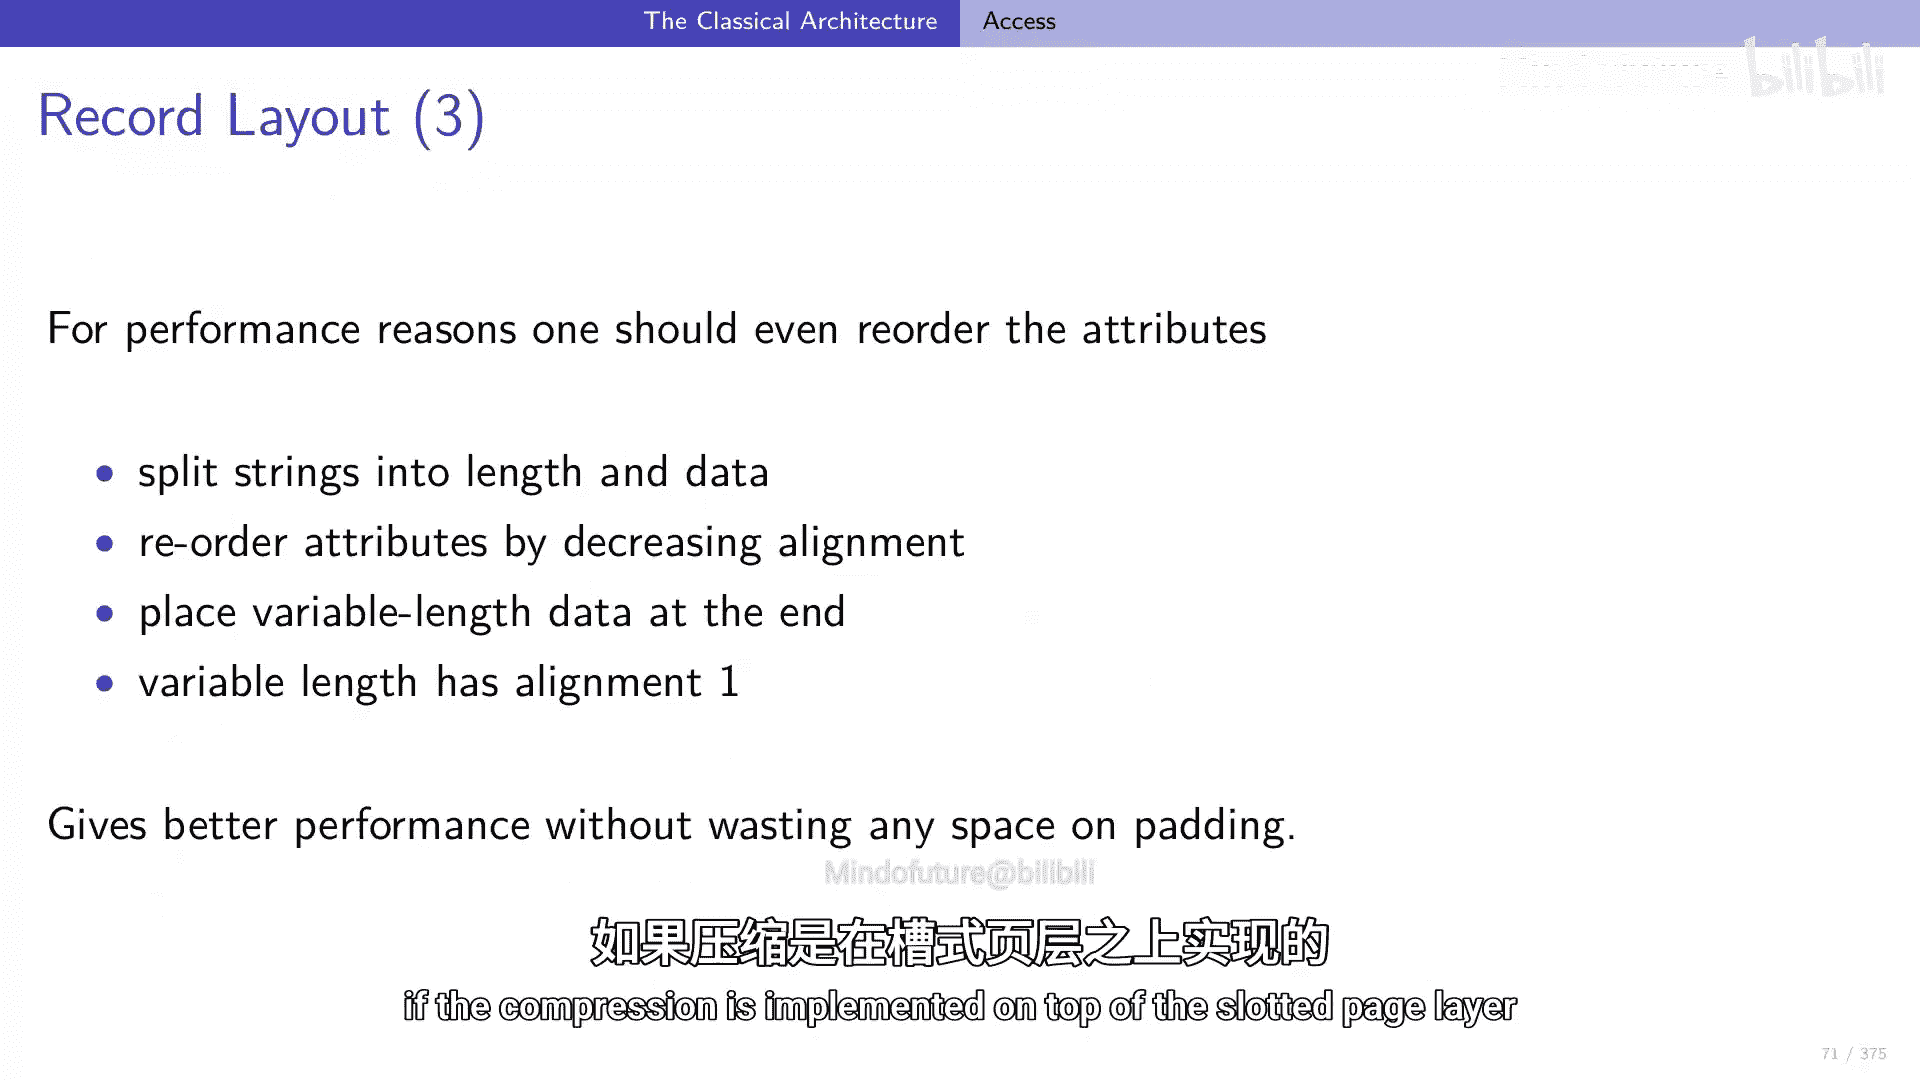 The Classical Architecture
Access
bilibili
Record Layout (3)
For performance reasons one should even reorder the attributes
• split strings into length and data
• re-order attributes by decreasing alignment
• place variable-length data at the end
• variable length has alignment 1
Gives better performance without wasting any space on padding.
Mindofuture@bilibili
如果压缩是在槽式页层之上实现的
if the compression is implemented on top of the slotted page layer
71 / 375